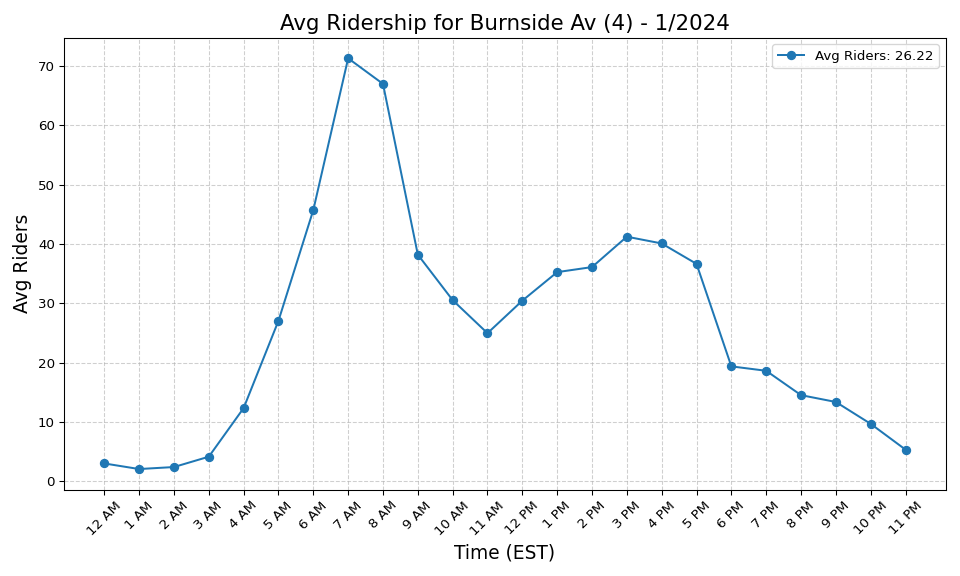 Avg Ridership for Burnside Av (4) - 1/2024
Avg Riders: 26.22
Avg Riders
70
60
50
40
30
20
10
0
12 AM
1 AM
2 AM
3 AM
4 AM
5 AM
6 AM
7 AM
8 AM
9 AM
10 AM
11 AM
12 PM
1 PM
2 PM
3 PM
4 PM
5 PM
6 PM
7 PM
8 PM
9 PM
10 PM
11 PM
Time (EST)